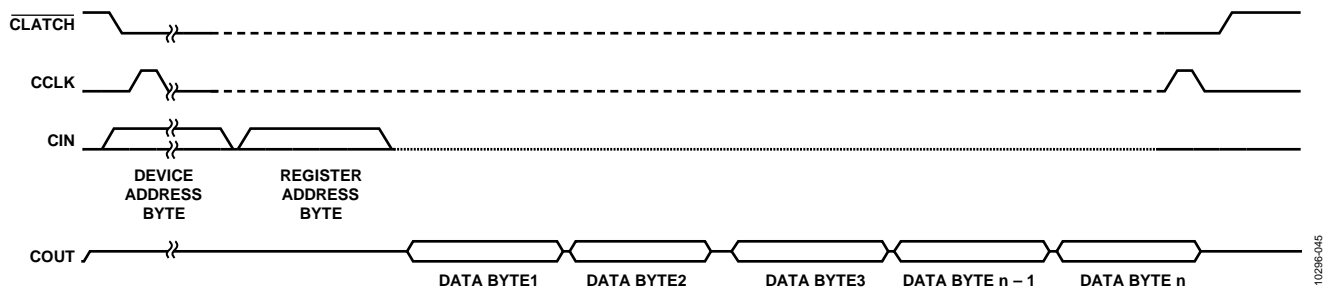 CLATCH
CCLK
CIN
DEVICE
ADDRESS
BYTE
REGISTER
ADDRESS
BYTE
COUT
DATA BYTE1
DATA BYTE2
DATA BYTE3
DATA BYTE n – 1
DATA BYTE n
10296-045